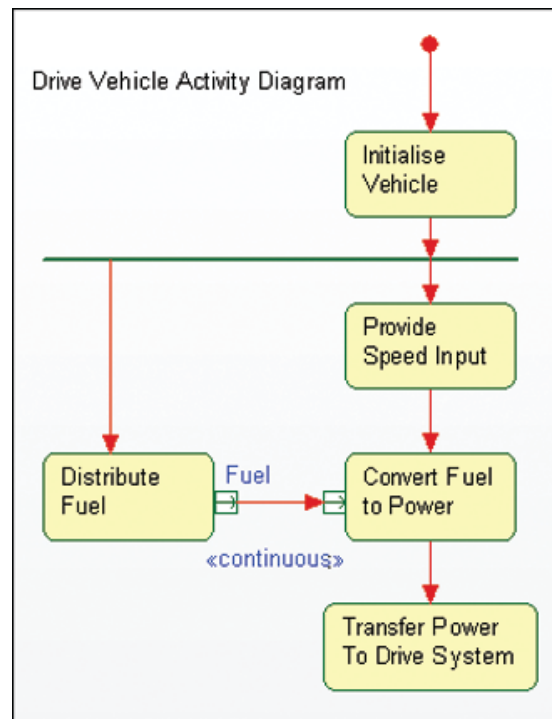 Drive Vehicle Activity Diagram
Initialise
Vehicle
Provide
Speed Input
Distribute
Fuel
Fuel
«continuous»
Convert Fuel
to Power
Transfer Power
To Drive System